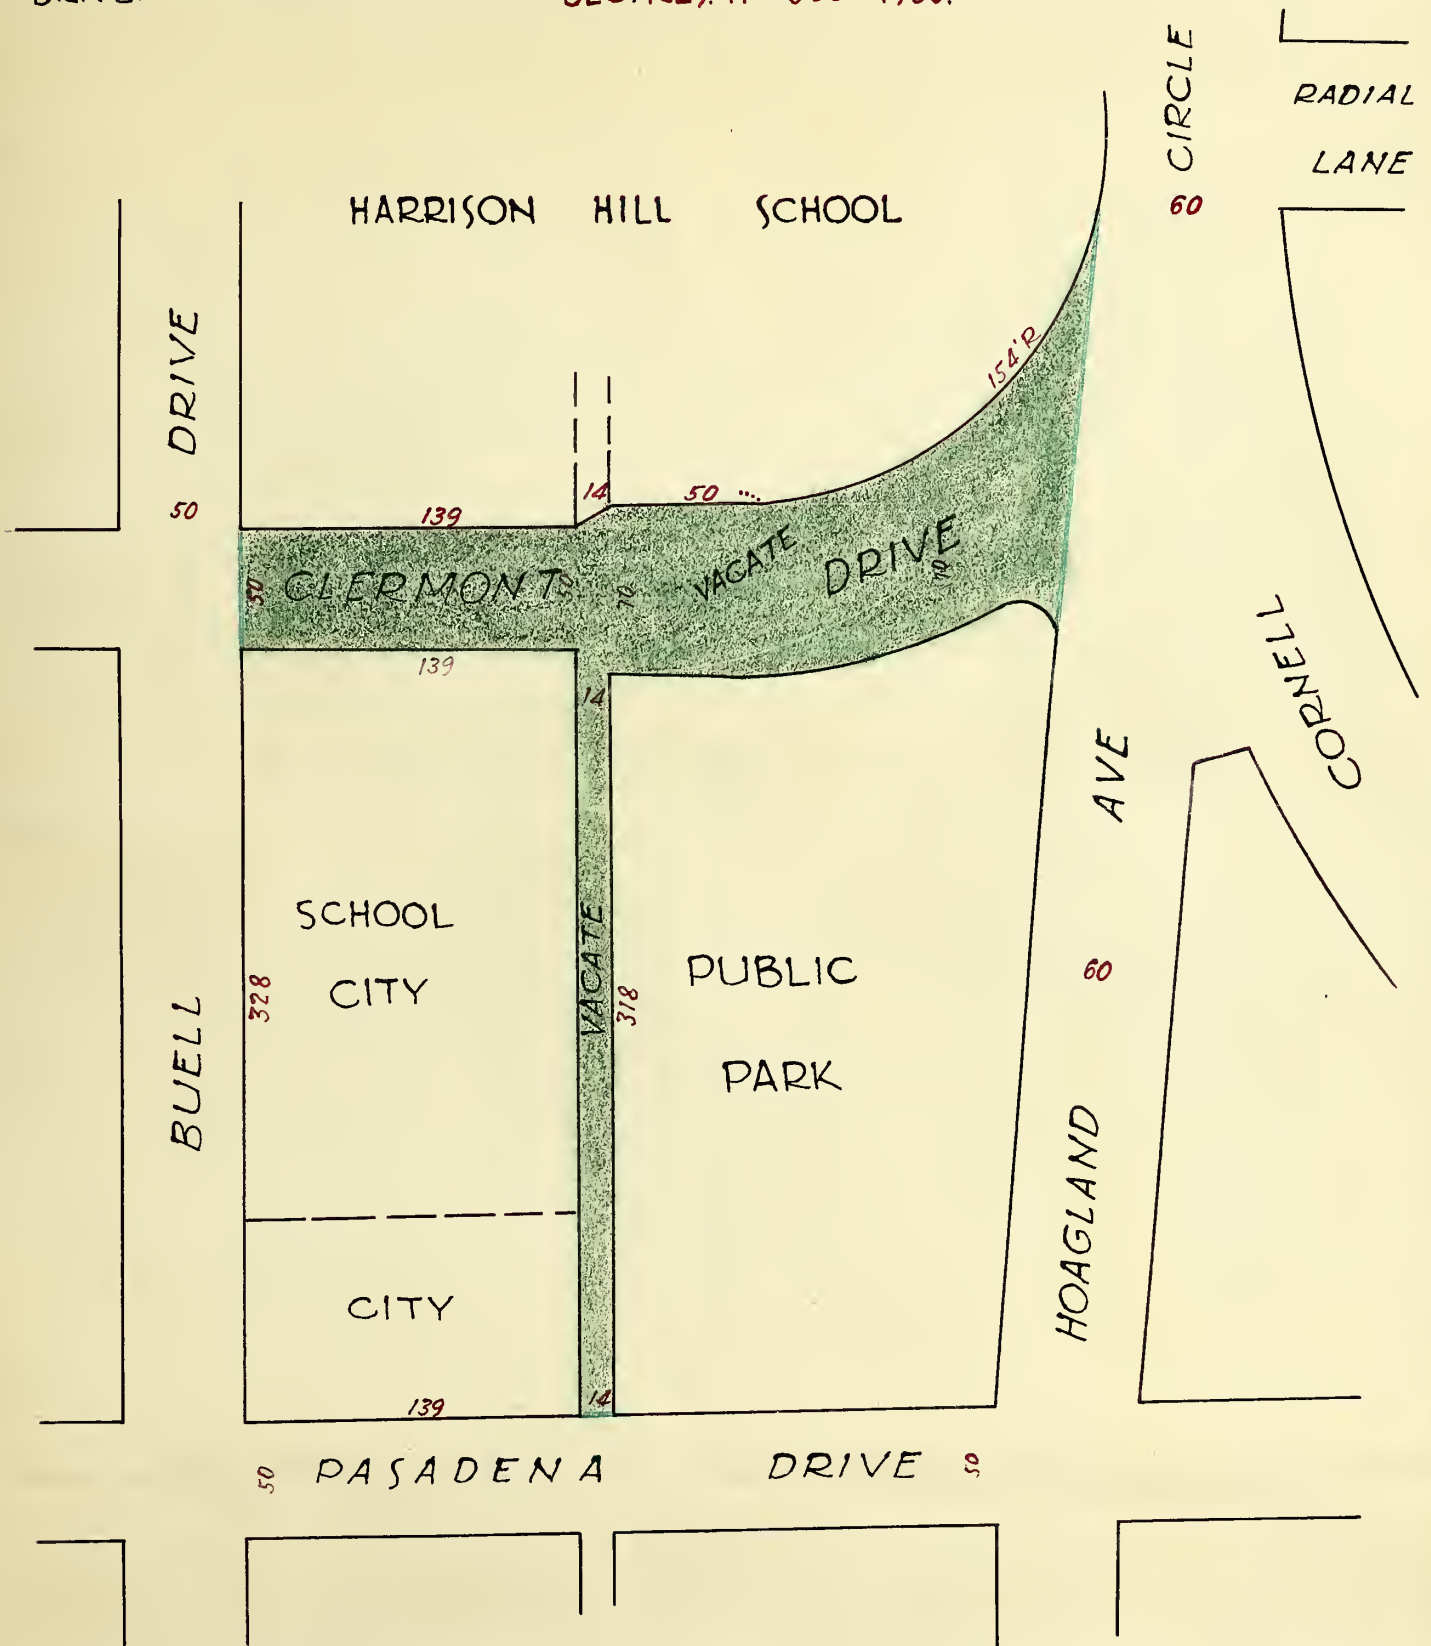 CIRCLE
RADIAL
LANE
60
HARRISON HILL SCHOOL
DRIVE
154'R
50
139
14
50
CLERMONT
VACATE
DRIVE
50
50
70
70
139
14
CORNELL
AVE
SCHOOL
CITY
328
VACATE
318
PUBLIC
PARK
60
BUELL
HOAGLAND
CITY
139
14
50
PASADENA DRIVE
50